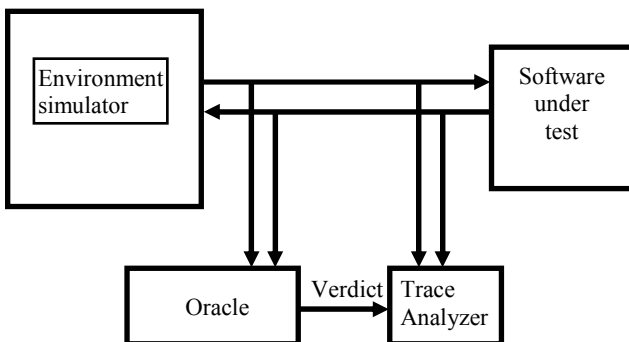 Environment
simulator
Software
under
test
Oracle
Verdict
Trace
Analyzer